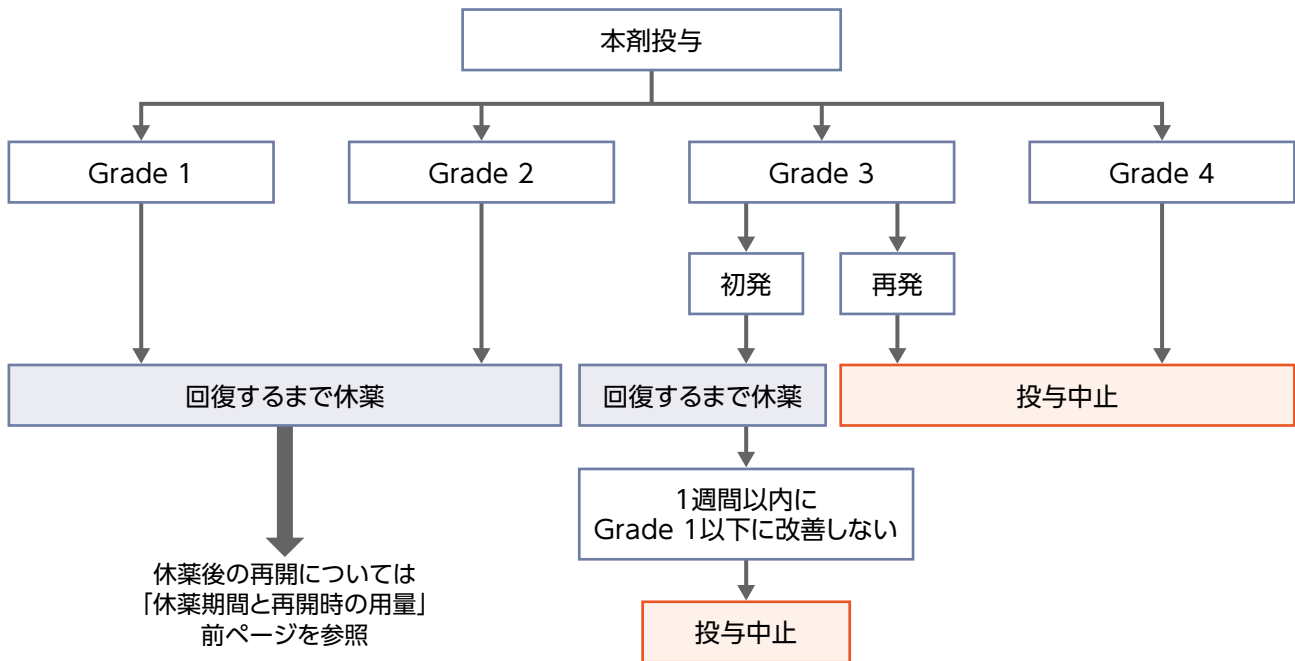 本剤投与
Grade 1
Grade 2
Grade 3
Grade 4
初発
再発
回復するまで休薬
回復するまで休薬
投与中止
1週間以内に
Grade 1以下に改善しない
休薬後の再開については
「休薬期間と再開時の用量」
前ページを参照
投与中止